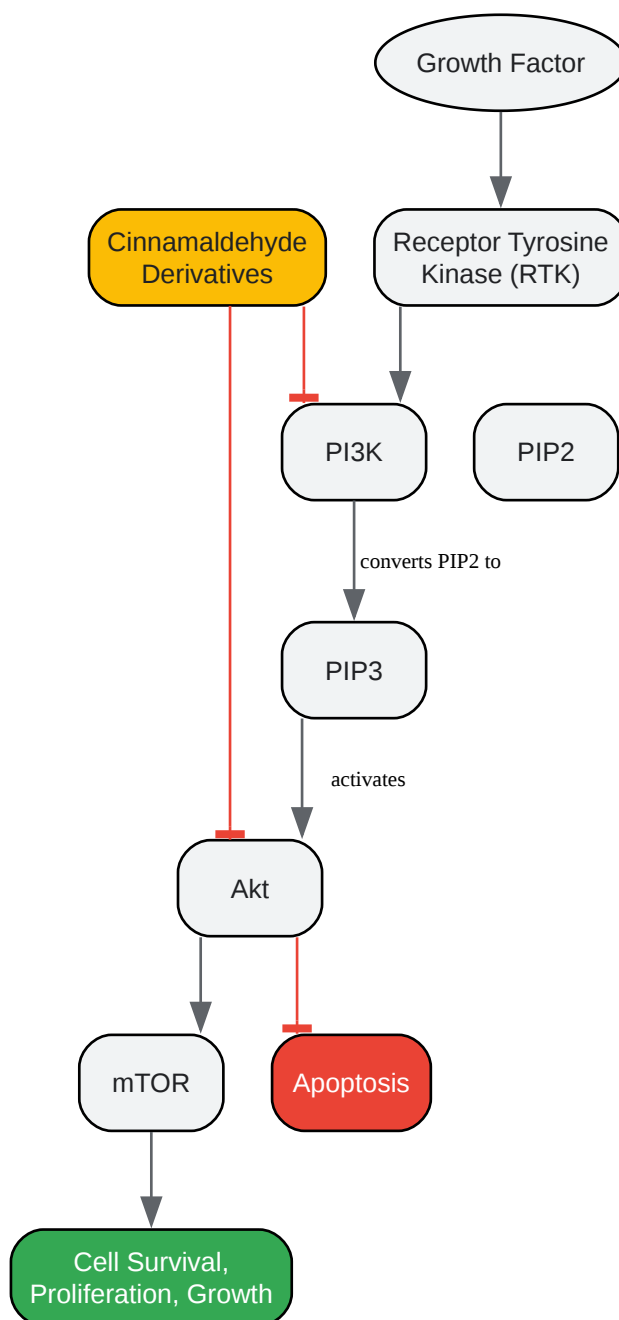 Growth Factor
Cinnamaldehyde
Derivatives
Receptor Tyrosine
Kinase (RTK)
PI3K
PIP2
converts PIP2 to
PIP3
activates
Akt
mTOR
Apoptosis
Cell Survival,
Proliferation, Growth